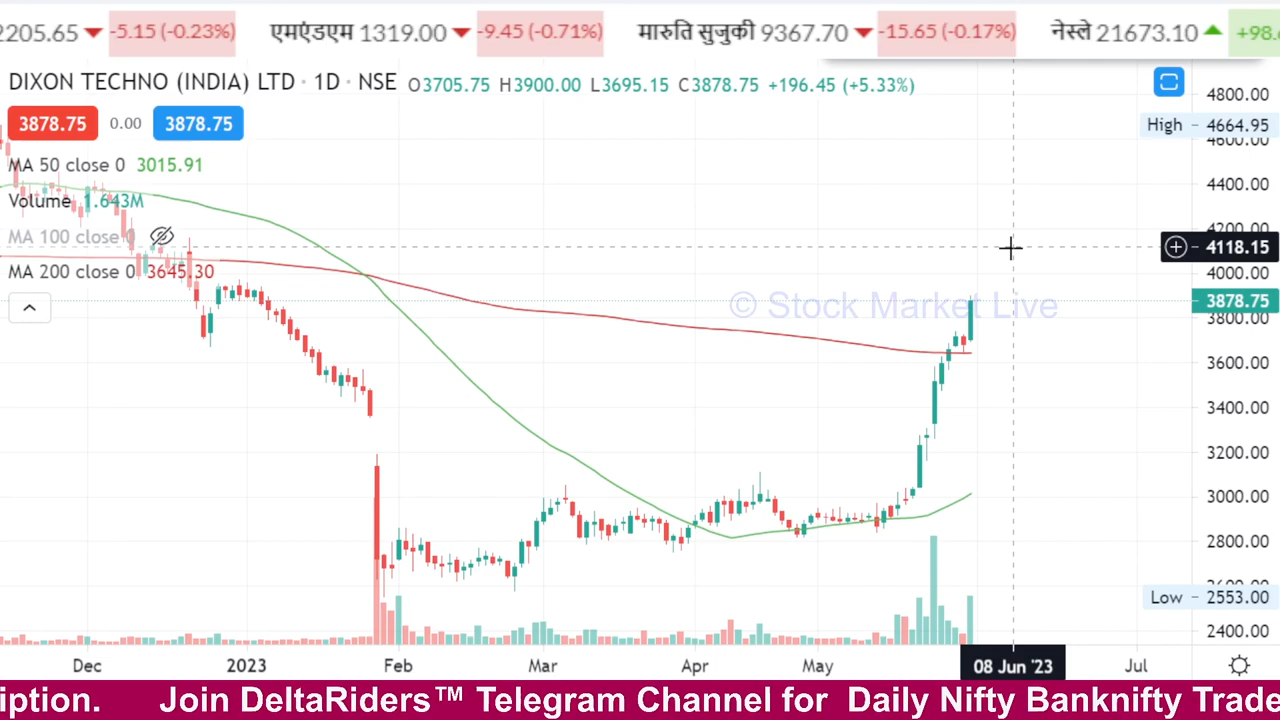 2205.65 -5.15 (-0.23%) एमएंडएम 1319.00 -9.45 (-0.71%) मारुति सुजुकी 9367.70 -15.65 (-0.17%) नेस्ले 21673.10
DIXON TECHNO (INDIA) LTD · 1D · NSE O3705.75 H3900.00 L3695.15 C3878.75 +196.45 (+5.33%)
3878.75 0.00 3878.75
MA 50 close 0 3015.91
Volume 1.643M
MA 100 close 0
MA 200 close 0 3645.30
© Stock Market Live
4800.00
High 4664.95
4600.00
4400.00
4200.00
4118.15
4000.00
3878.75
3800.00
3600.00
3400.00
3200.00
3000.00
2800.00
Low 2553.00
2400.00
Dec 2023 Feb Mar Apr May 08 Jun '23 Jul
iption. Join DeltaRiders™ Telegram Channel for Daily Nifty Banknifty Trade